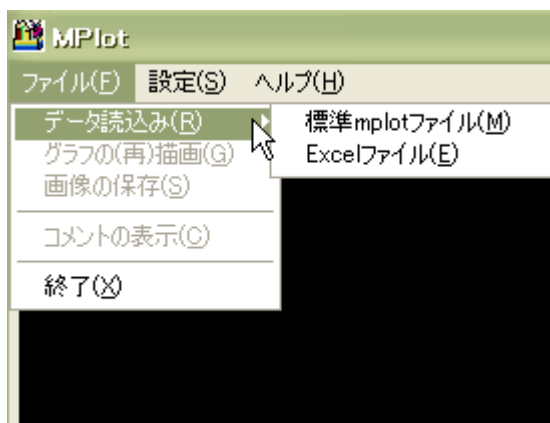 MPlot
ファイル(F) 設定(S) ヘルプ(H)
データ読込み(R)
グラフの(再)描画(G)
画像の保存(S)
コメントの表示(C)
終了(X)
標準mplotファイル(M)
Excelファイル(E)